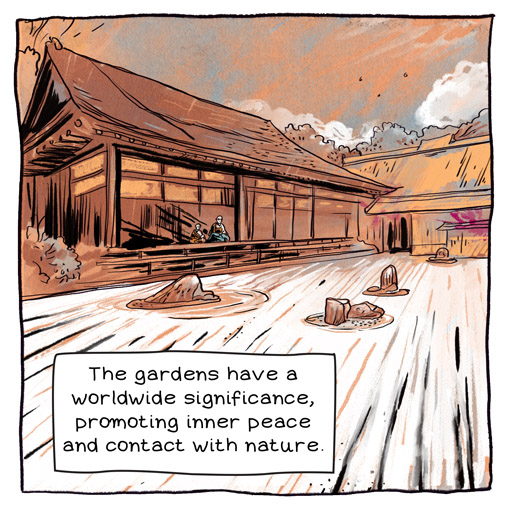 The gardens have a
worldwide significance,
promoting inner peace
and contact with nature.